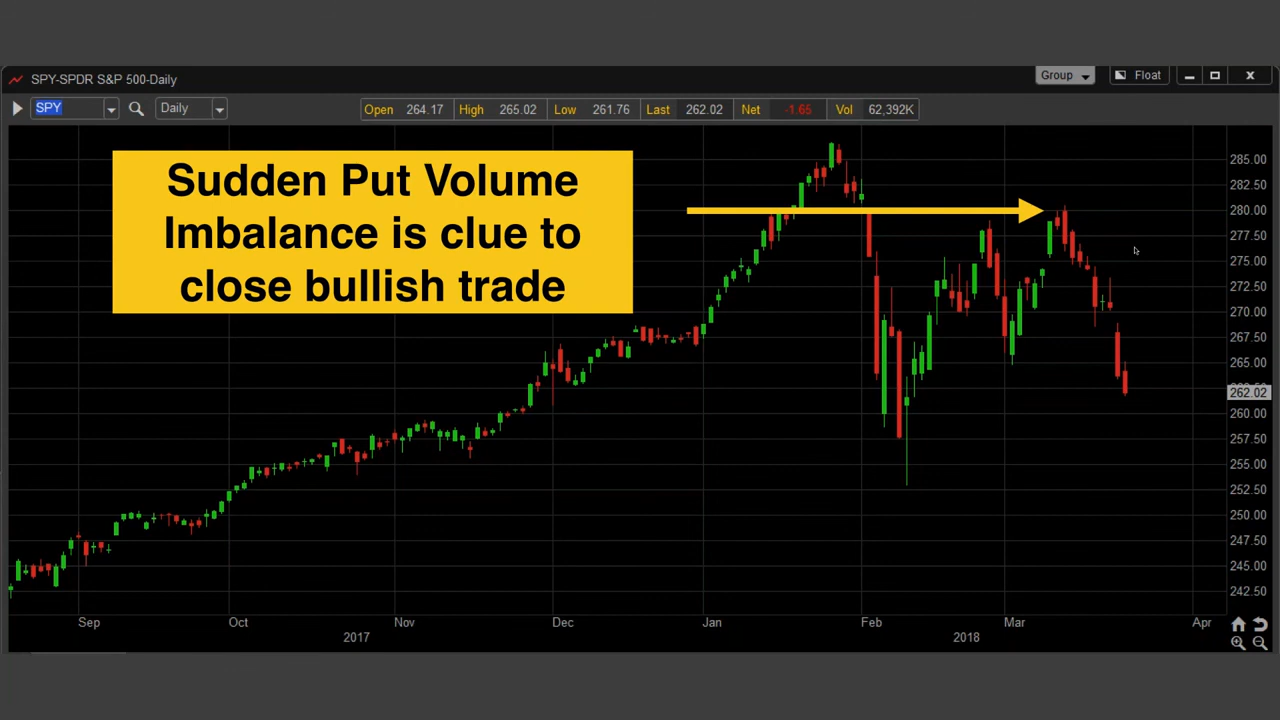 SPY-SPDR S&P 500-Daily
Group
Float
SPY
Daily
Open 264.17 High 265.02 Low 261.76 Last 262.02 Net -1.65 Vol 62,392K
Sudden Put Volume
Imbalance is clue to
close bullish trade
285.00
282.50
280.00
277.50
275.00
272.50
270.00
267.50
265.00
262.02
260.00
257.50
255.00
252.50
250.00
247.50
245.00
242.50
Sep Oct Nov Dec Jan Feb Mar Apr
2017 2018